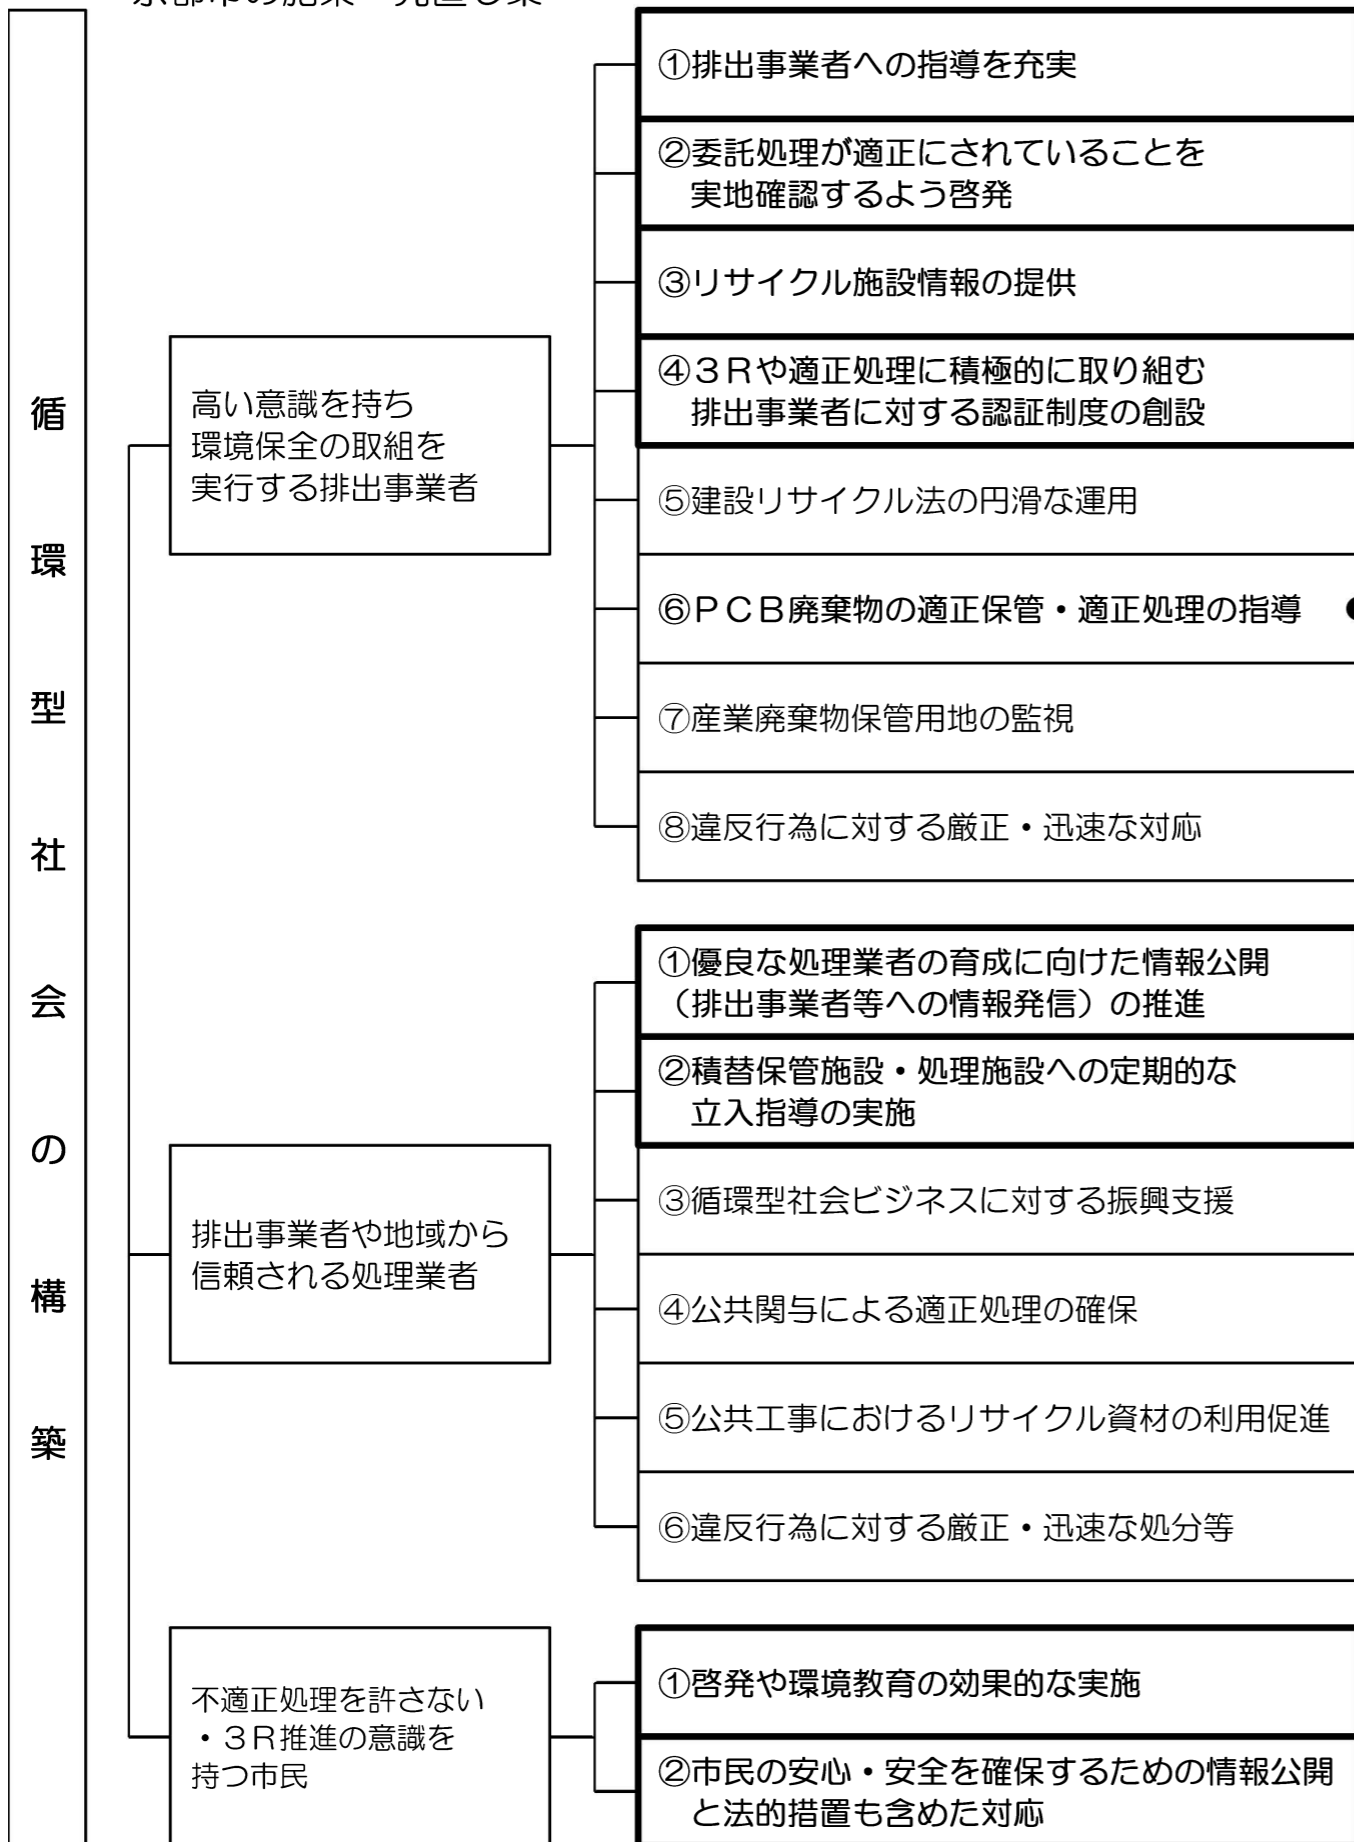 循環型社会の構築
高い意識を持ち
環境保全の取組を
実行する排出事業者
①排出事業者への指導を充実
②委託処理が適正にされていることを
実地確認するよう啓発
③リサイクル施設情報の提供
④３Ｒや適正処理に積極的に取り組む
排出事業者に対する認証制度の創設
⑤建設リサイクル法の円滑な運用
⑥ＰＣＢ廃棄物の適正保管・適正処理の指導
⑦産業廃棄物保管用地の監視
⑧違反行為に対する厳正・迅速な対応
排出事業者や地域から
信頼される処理業者
①優良な処理業者の育成に向けた情報公開
（排出事業者等への情報発信）の推進
②積替保管施設・処理施設への定期的な
立入指導の実施
③循環型社会ビジネスに対する振興支援
④公共関与による適正処理の確保
⑤公共工事におけるリサイクル資材の利用促進
⑥違反行為に対する厳正・迅速な処分等
不適正処理を許さない
・３Ｒ推進の意識を
持つ市民
①啓発や環境教育の効果的な実施
②市民の安心・安全を確保するための情報公開
と法的措置も含めた対応